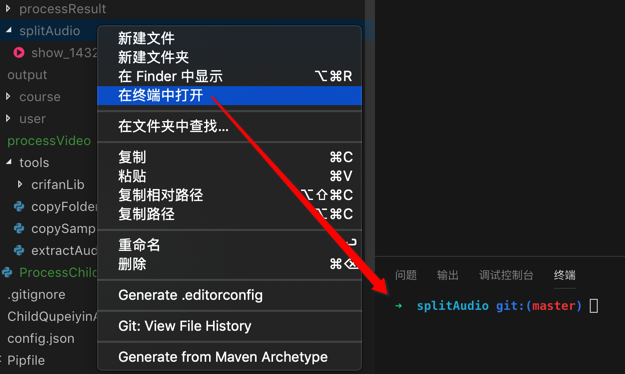 processResult
splitAudio
show_1432
output
course
user
processVideo
tools
crifanLib
copyFolder
copySamp
extractAud
ProcessChild
.gitignore
ChildQupeiyinA
config.json
Pipfile
新建文件
新建文件夹
在 Finder 中显示 ⌥⌘R
在终端中打开
在文件夹中查找...
复制 ⌘C
粘贴 ⌘V
复制相对路径 ⌥⇧⌘C
复制路径 ⌥⌘C
重命名 ↩
删除 ⌘⌫
Generate .editorconfig
Git: View File History
Generate from Maven Archetype
问题 输出 调试控制台 终端
➜ splitAudio git:(master)